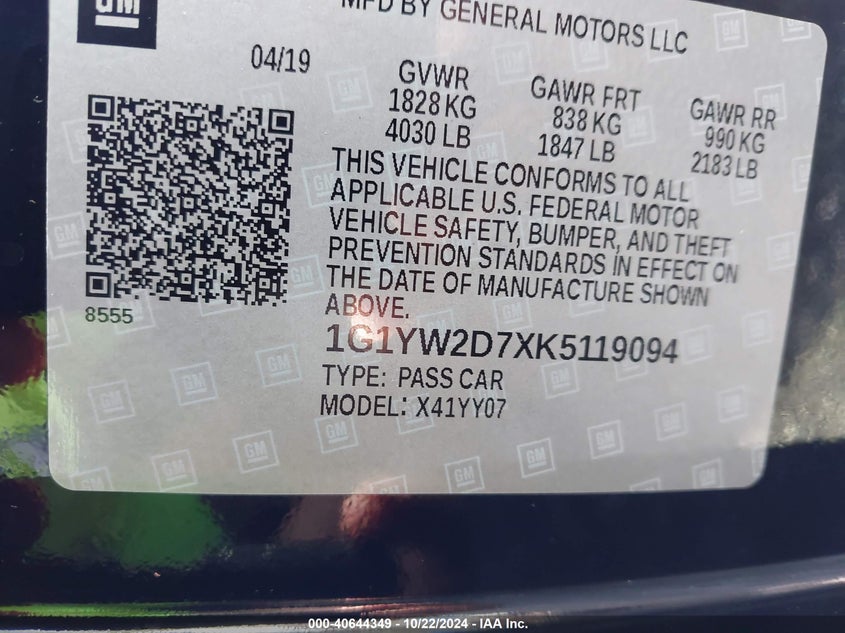 GM
MFD BY GENERAL MOTORS LLC
04/19
GVWR
1828 KG
4030 LB
GAWR FRT
838 KG
1847 LB
GAWR RR
990 KG
2183 LB
THIS VEHICLE CONFORMS TO ALL
APPLICABLE U.S. FEDERAL MOTOR
VEHICLE SAFETY, BUMPER, AND THEFT
PREVENTION STANDARDS IN EFFECT ON
THE DATE OF MANUFACTURE SHOWN
ABOVE.
8555
1G1YW2D7XK5119094
TYPE: PASS CAR
MODEL: X41YY07
000-40644349 - 10/22/2024 - IAA Inc.